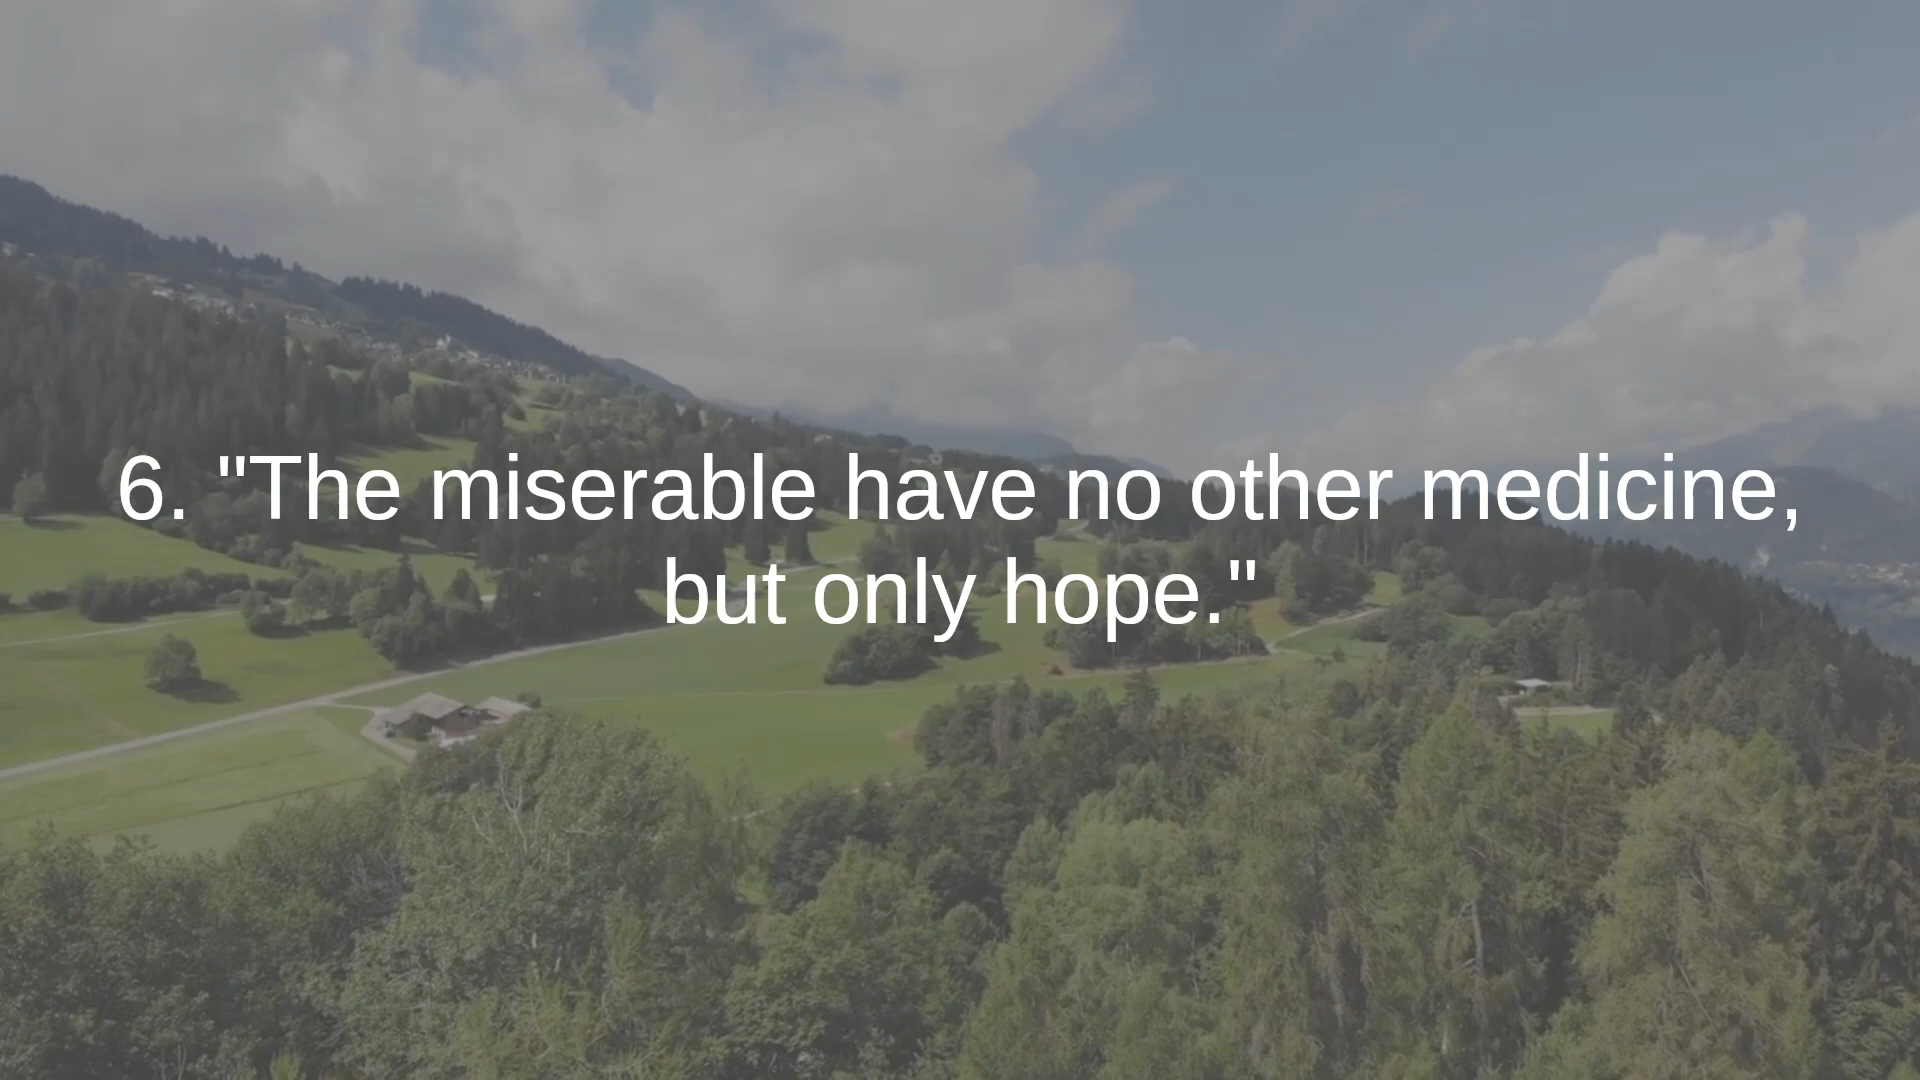 6. "The miserable have no other medicine,
but only hope."